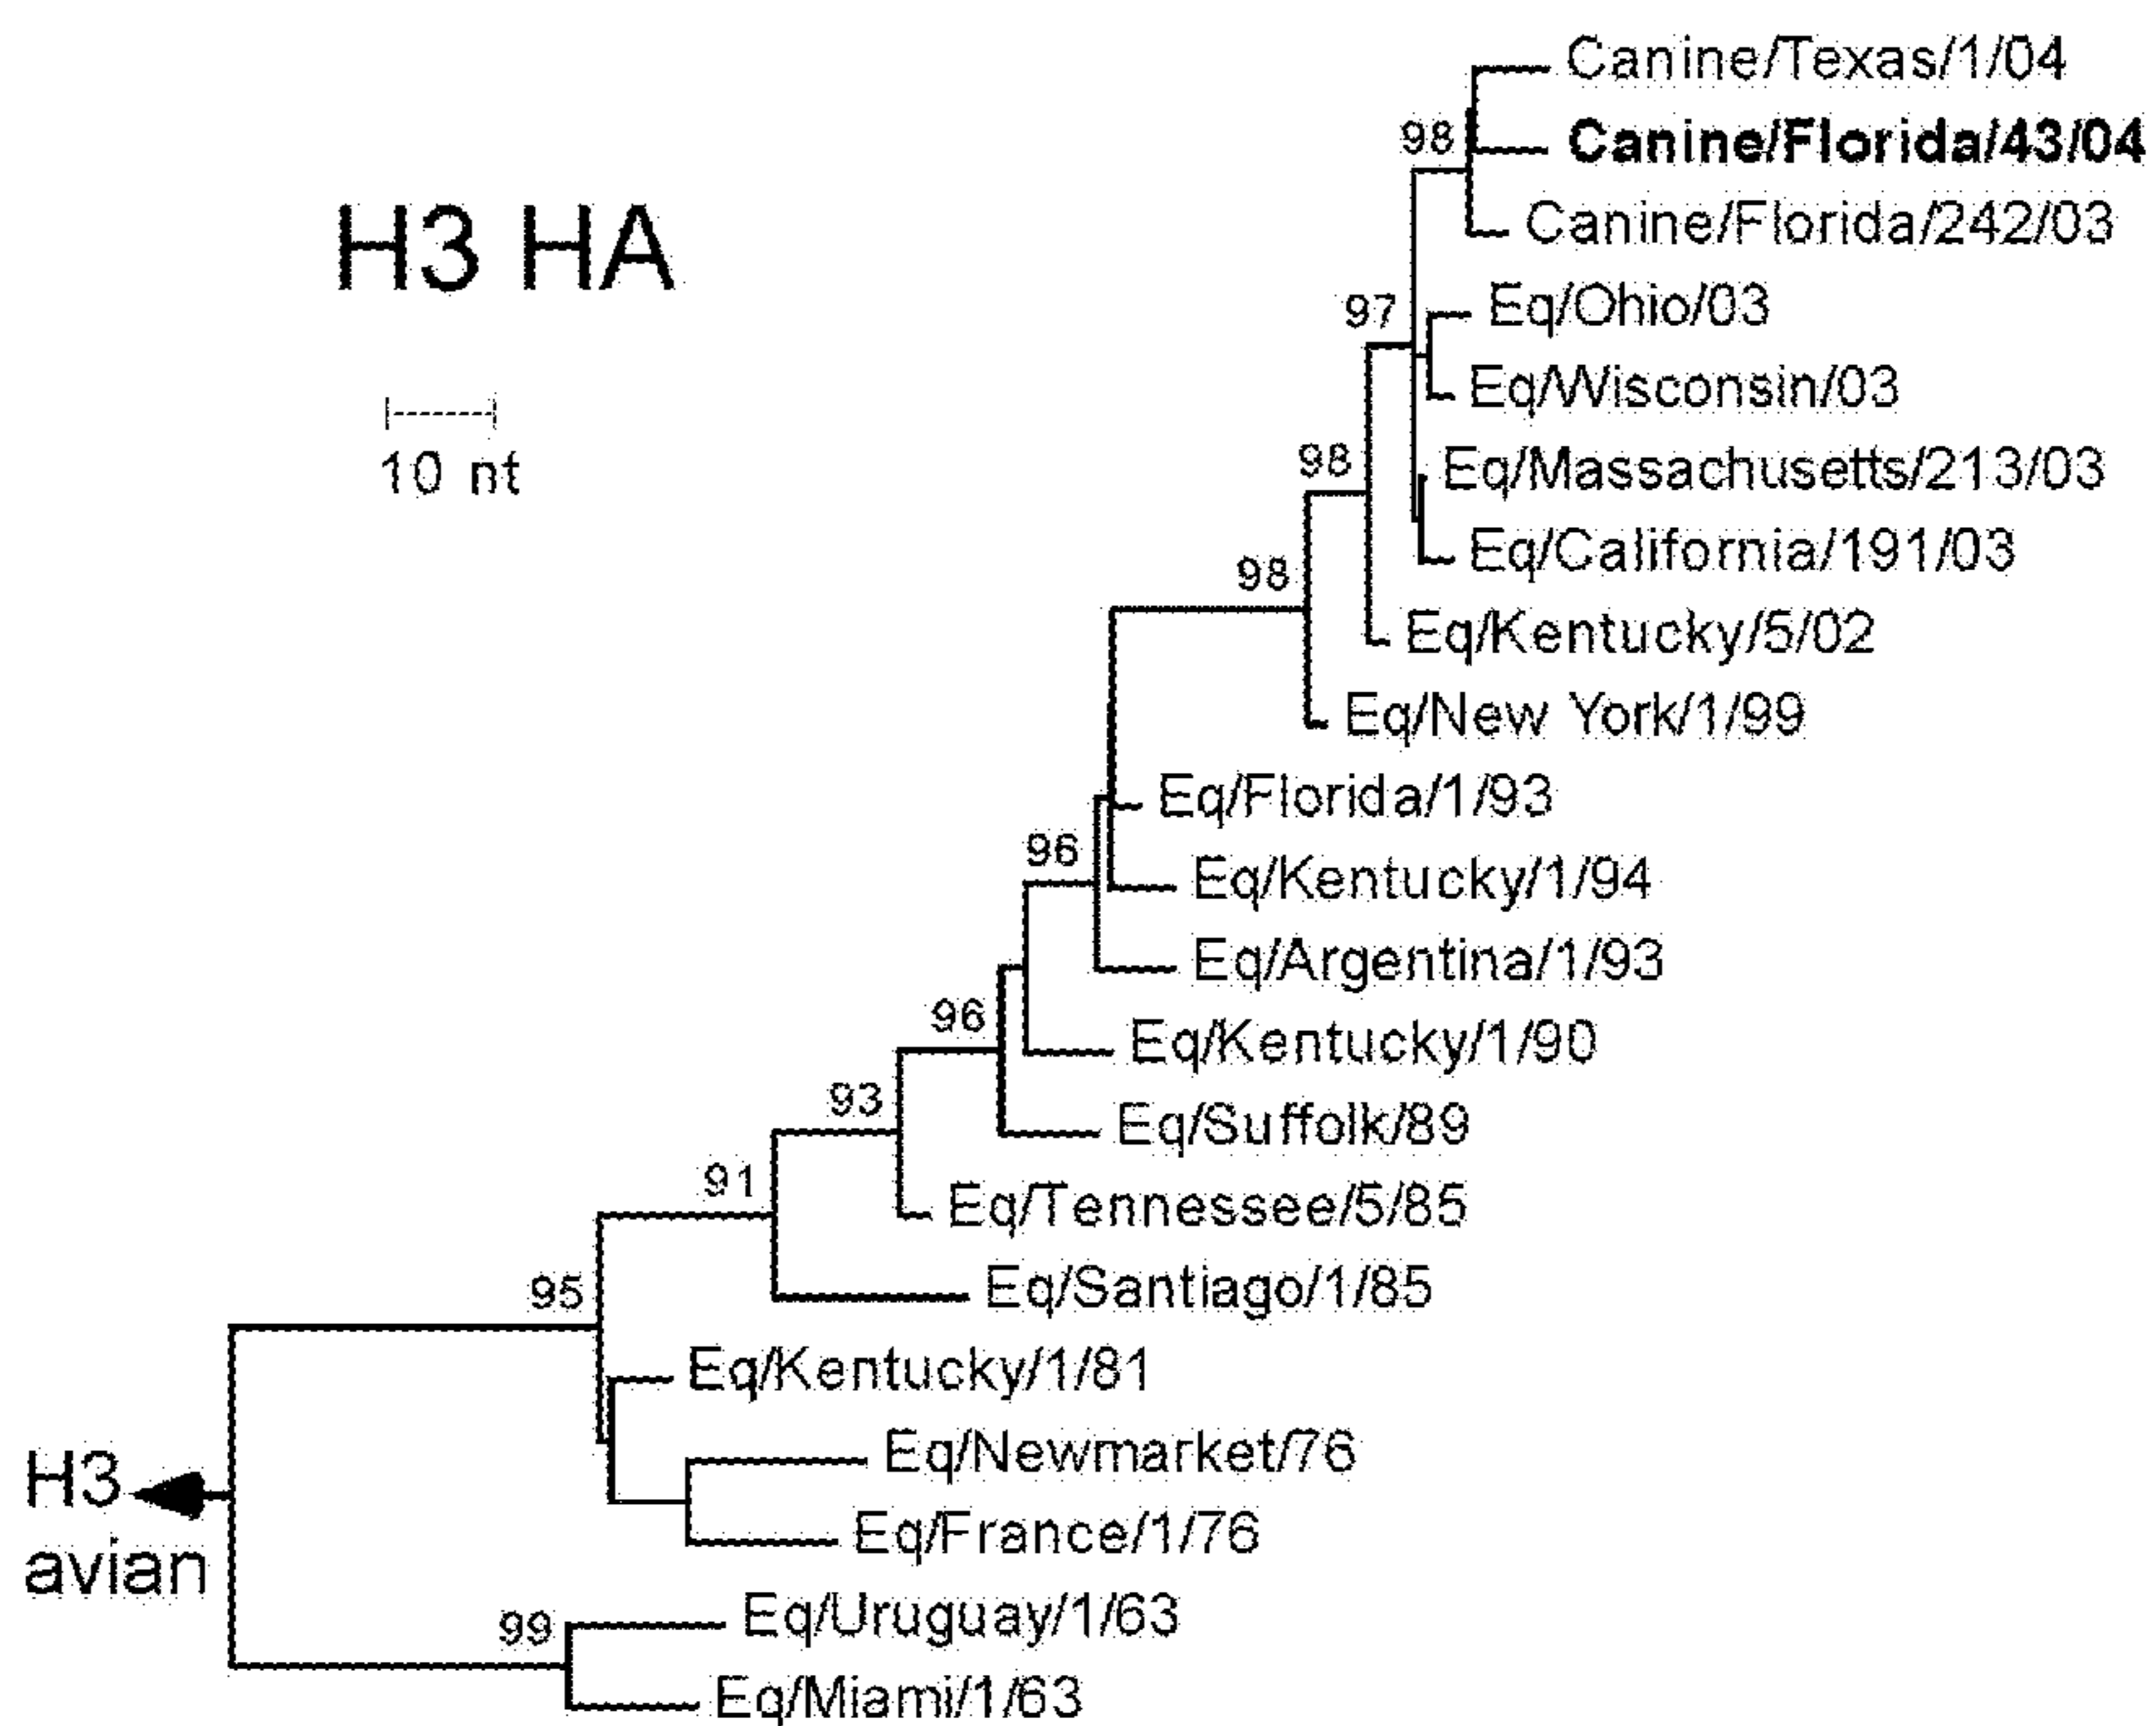 Canine/Texas/1/04
98
Canine/Florida/43/04
Canine/Florida/242/03
H3 HA
Eq/Ohio/03
97
Eq/Wisconsin/03
10 nt
98
Eq/Massachusetts/213/03
Eq/California/191/03
98
Eq/Kentucky/5/02
Eq/New York/1/99
Eq/Florida/1/93
96
Eq/Kentucky/1/94
Eq/Argentina/1/93
96
Eq/Kentucky/1/90
93
Eq/Suffolk/89
91
Eq/Tennessee/5/85
95
Eq/Santiago/1/85
Eq/Kentucky/1/81
Eq/Newmarket/76
H3
avian
Eq/France/1/76
99
Eq/Uruguay/1/63
Eq/Miami/1/63